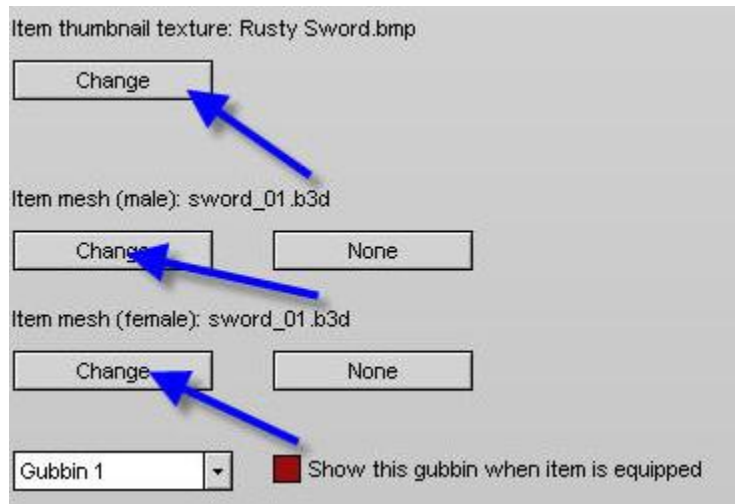 Item thumbnail texture: Rusty Sword.bmp
Change
Item mesh (male): sword_01.b3d
Change None
Item mesh (female): sword_01.b3d
Change None
Gubbin 1 Show this gubbin when item is equipped